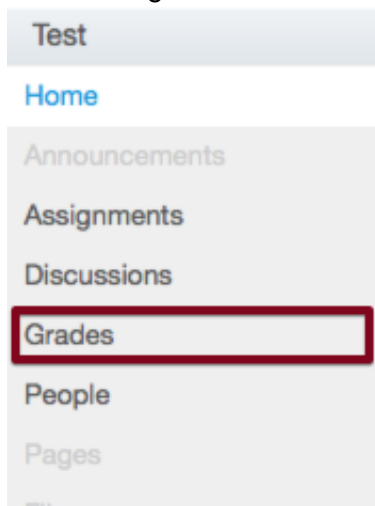 Test
Home
Announcements
Assignments
Discussions
Grades
People
Pages